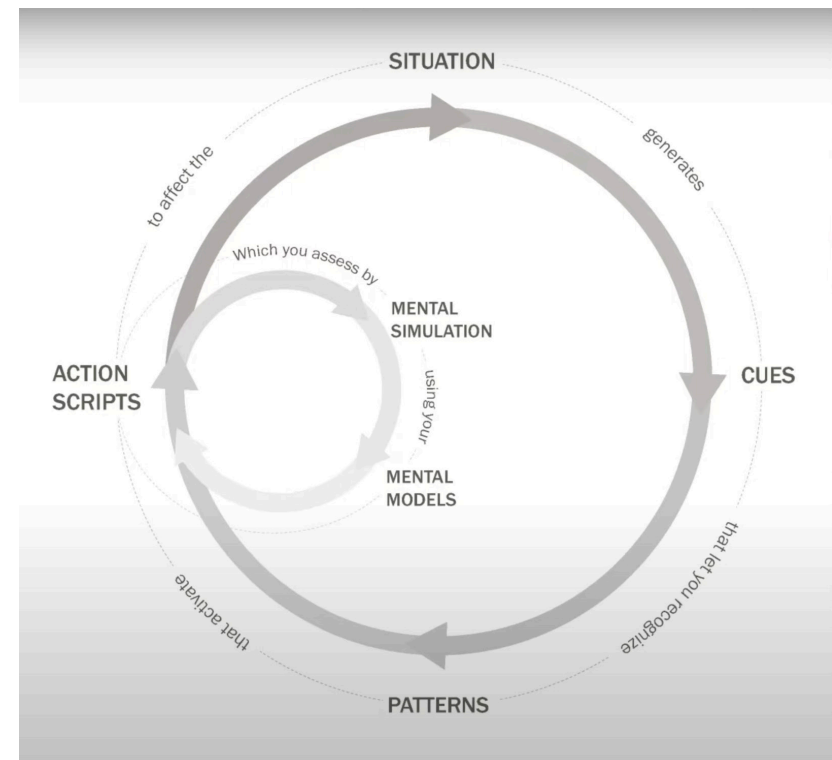 SITUATION
generates
CUES
that let you recognize
PATTERNS
that activate
ACTION
SCRIPTS
to affect the
Which you assess by
MENTAL
SIMULATION
using your
MENTAL
MODELS